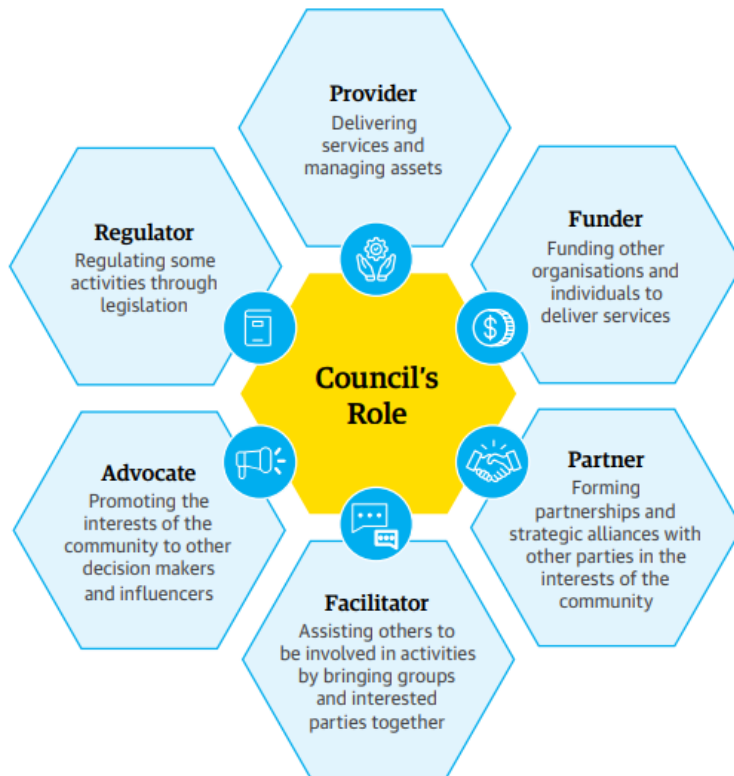 Provider
Delivering
services and
managing assets
Funder
Funding other
organisations and
individuals to
deliver services
Partner
Forming
partnerships and
strategic alliances with
other parties in the
interests of the
community
Facilitator
Assisting others to
be involved in activities
by bringing groups
and interested
parties together
Advocate
Promoting the
interests of the
community to other
decision makers
and influencers
Regulator
Regulating some
activities through
legislation
Council's
Role
$